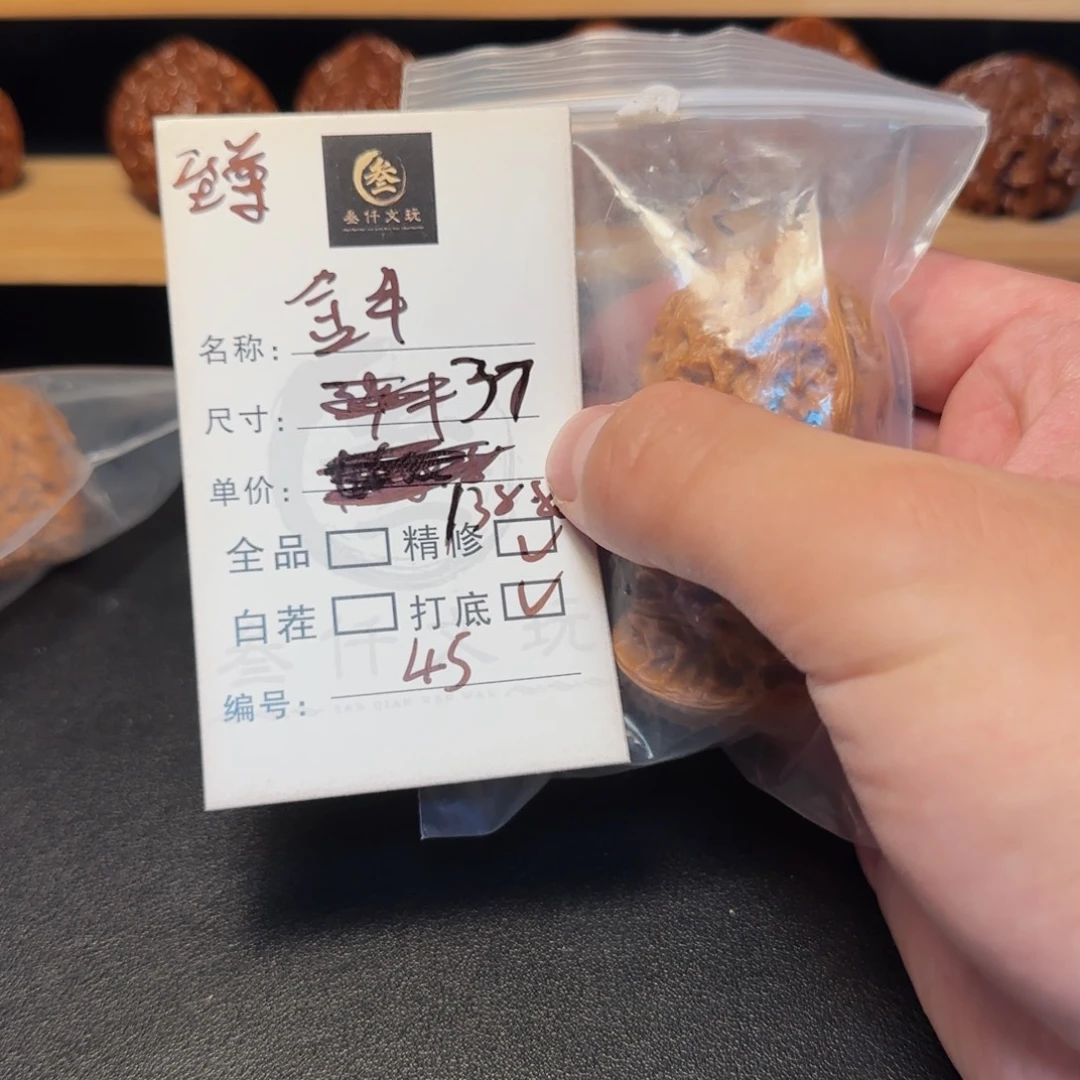 至尊
叁
叁仟文玩
名称: 金牛
尺寸: 37
单价: 1388
全品 精修 ✓
白茬 打底 ✓
叁仟文玩
编号: 45
SAN QIAN WEN WAN